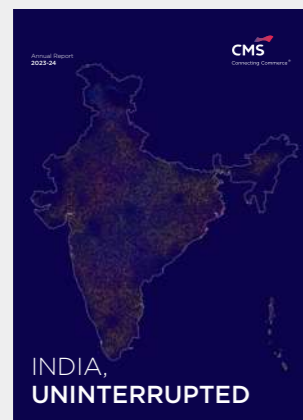 Annual Report
2023-24
CMS
Connecting Commerce®
INDIA,
UNINTERRUPTED